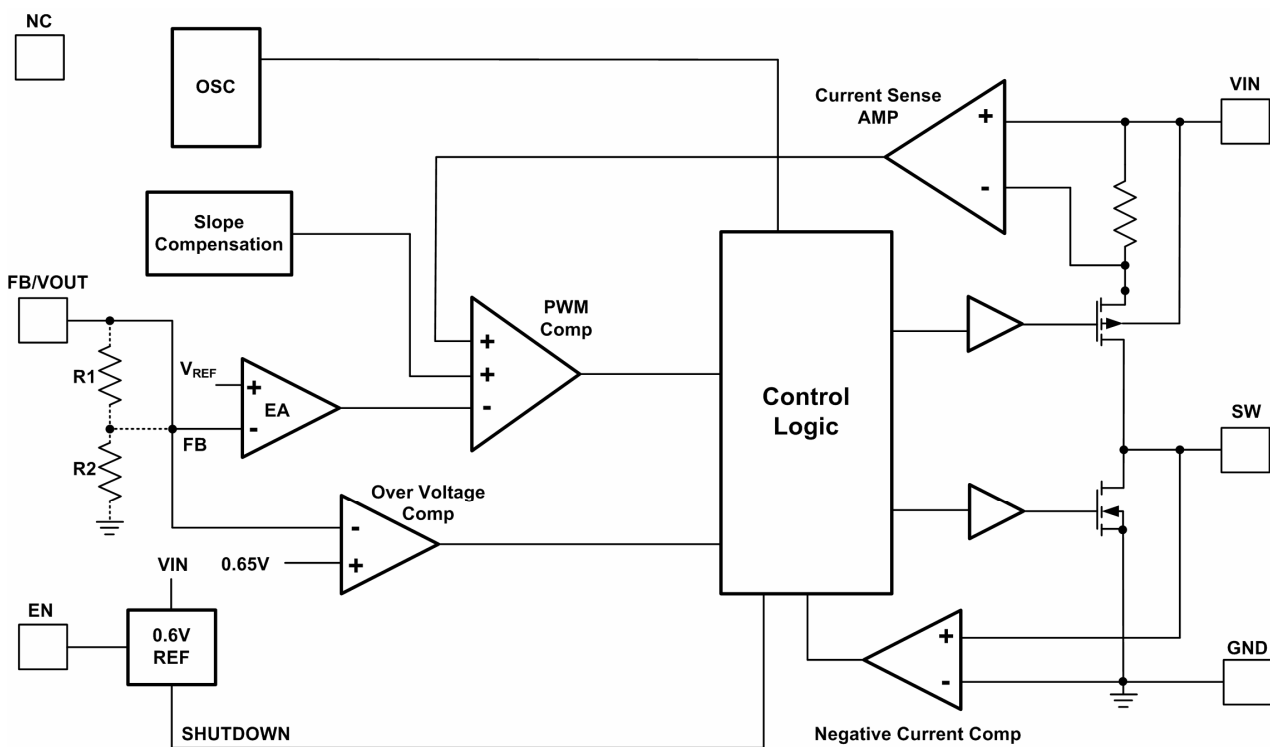 NC
OSC
Current Sense
AMP
+
-
VIN
Slope
Compensation
FB/VOUT
PWM
Comp
+
+
-
R1
VREF
+
EA
-
FB
R2
Control
Logic
SW
Over Voltage
Comp
-
+
0.65V
VIN
EN
0.6V
REF
SHUTDOWN
+
-
GND
Negative Current Comp